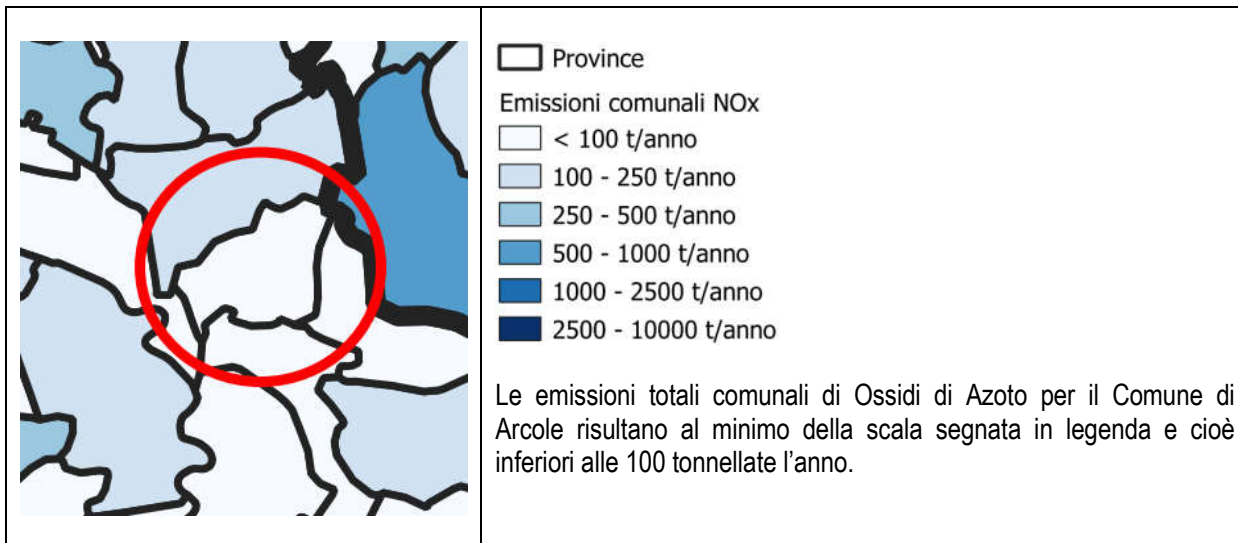 Province
Emissioni comunali NOx
< 100 t/anno
100 - 250 t/anno
250 - 500 t/anno
500 - 1000 t/anno
1000 - 2500 t/anno
2500 - 10000 t/anno
Le emissioni totali comunali di Ossidi di Azoto per il Comune di
Arcole risultano al minimo della scala segnata in legenda e cioè
inferiori alle 100 tonnellate l’anno.